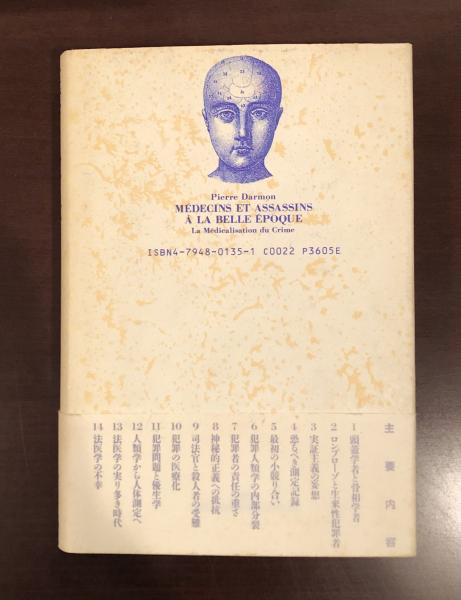 Pierre Darmon
MÉDECINS ET ASSASSINS
À LA BELLE ÉPOQUE
La Médicalisation du Crime
ISBN4-7948-0135-1 C0022 P3605E
主要内容
1 頭蓋学者と骨相学者
2 ロンブローゾと生来性犯罪者
3 実証主義の妄想
4 恐るべき測定記録
5 最初の小競り合い
6 犯罪人類学の内部分裂
7 犯罪者の責任の重さ
8 神秘的正義への抵抗
9 司法官と殺人者の受難
10 犯罪の医療化
11 犯罪問題と優生学
12 人類学から人体測定へ
13 法医学の実り多き時代
14 法医学の不幸